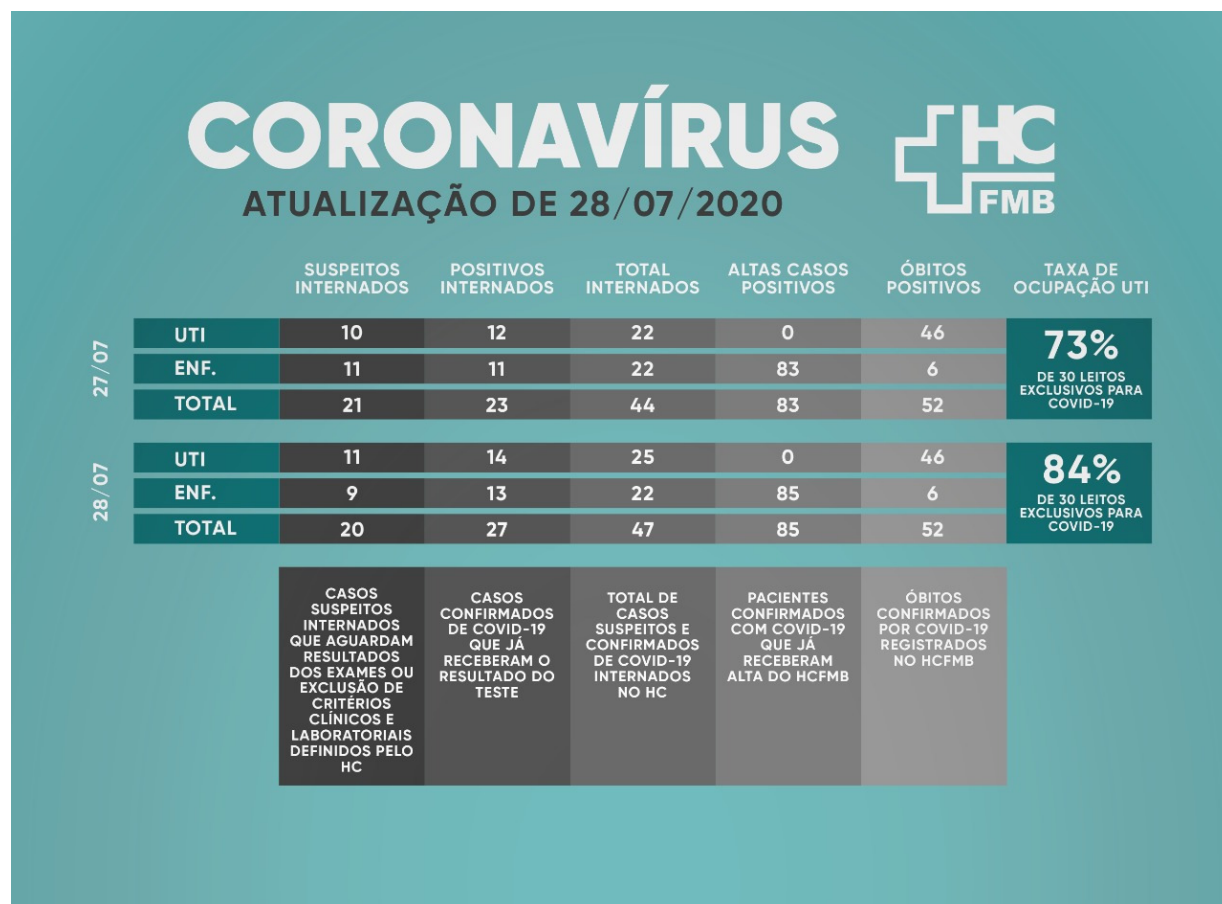 CORONAVÍRUS
ATUALIZAÇÃO DE 28/07/2020
HC
FMB
SUSPEITOS INTERNADOS POSITIVOS INTERNADOS TOTAL INTERNADOS ALTAS CASOS POSITIVOS ÓBITOS POSITIVOS TAXA DE OCUPAÇÃO UTI
27/07
UTI 10 12 22 0 46
ENF. 11 11 22 83 6
TOTAL 21 23 44 83 52
73%
DE 30 LEITOS
EXCLUSIVOS PARA
COVID-19
28/07
UTI 11 14 25 0 46
ENF. 9 13 22 85 6
TOTAL 20 27 47 85 52
84%
DE 30 LEITOS
EXCLUSIVOS PARA
COVID-19
CASOS
SUSPEITOS
INTERNADOS
QUE AGUARDAM
RESULTADOS
DOS EXAMES OU
EXCLUSÃO DE
CRITÉRIOS
CLÍNICOS E
LABORATORIAIS
DEFINIDOS PELO
HC
CASOS
CONFIRMADOS
DE COVID-19
QUE JÁ
RECEBERAM O
RESULTADO DO
TESTE
TOTAL DE
CASOS
SUSPEITOS E
CONFIRMADOS
DE COVID-19
INTERNADOS
NO HC
PACIENTES
CONFIRMADOS
COM COVID-19
QUE JÁ
RECEBERAM
ALTA DO HCFMB
ÓBITOS
CONFIRMADOS
POR COVID-19
REGISTRADOS
NO HCFMB